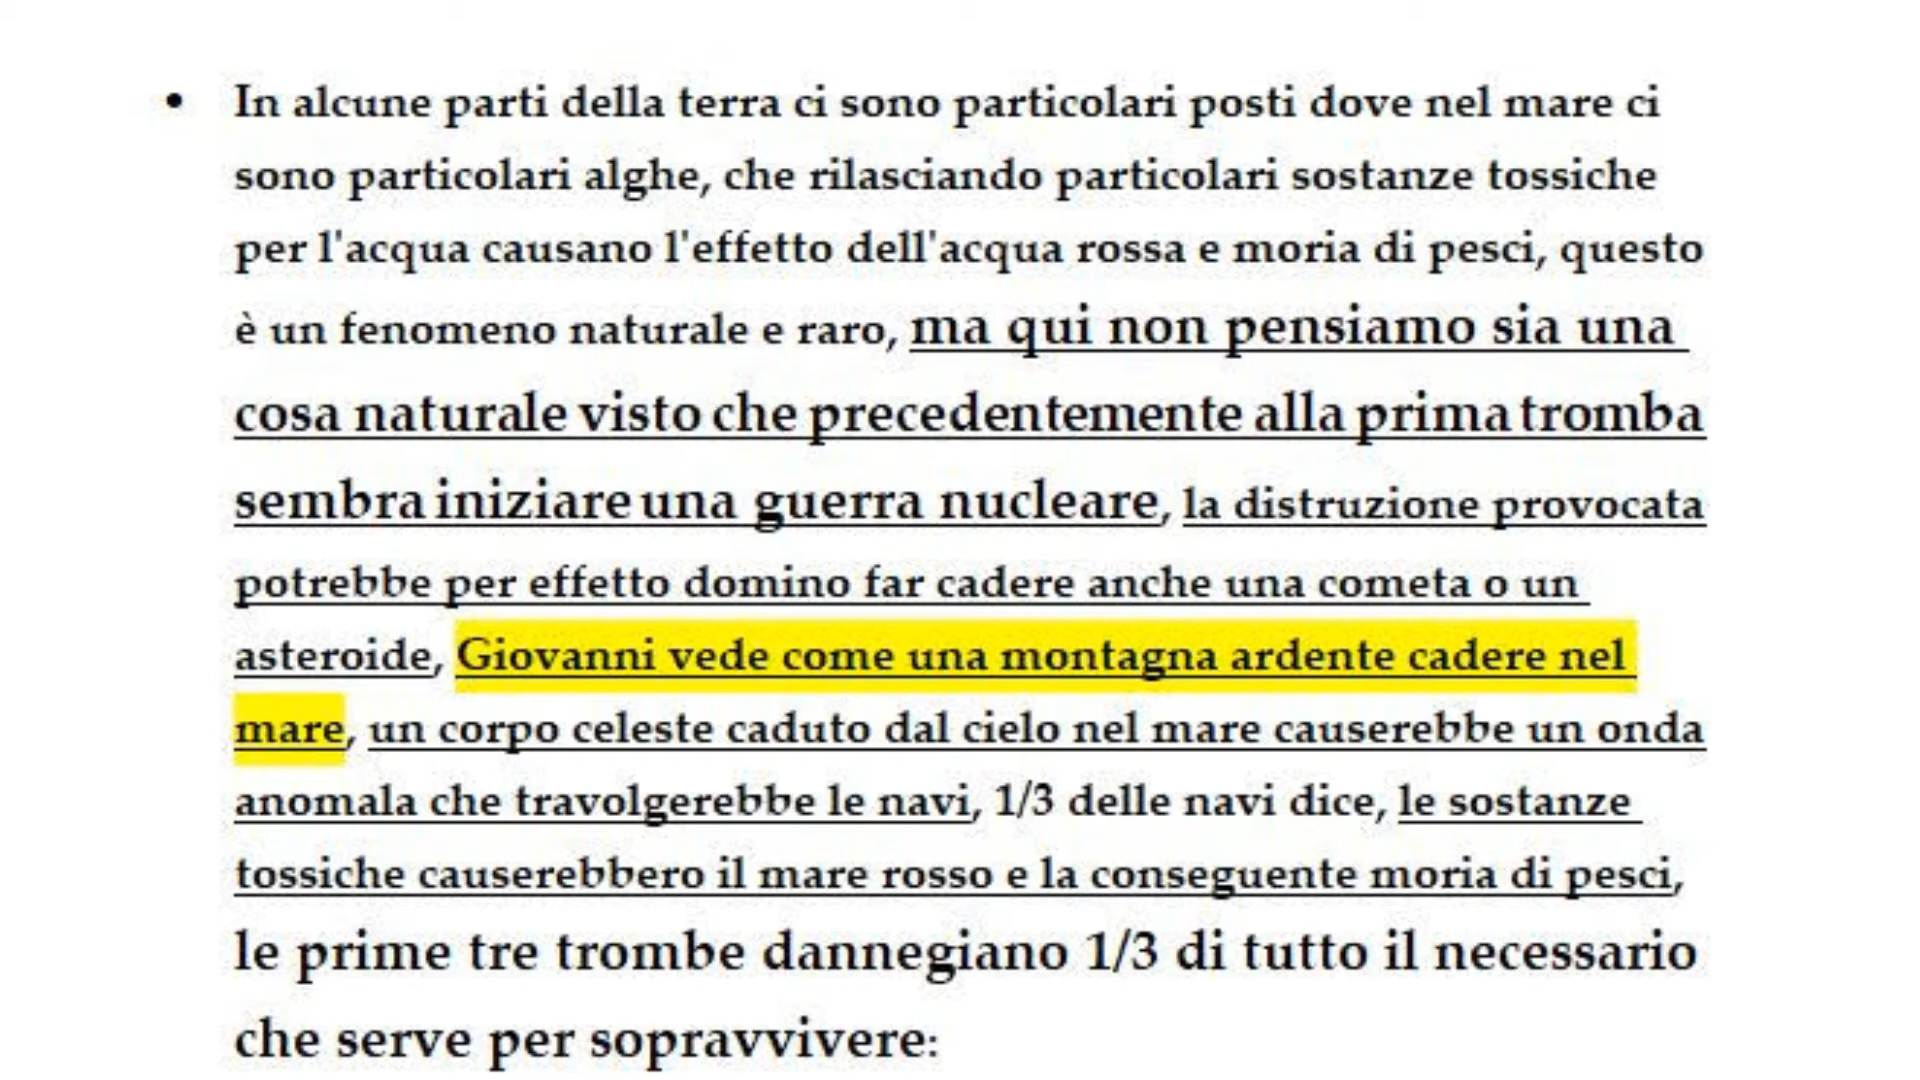 • In alcune parti della terra ci sono particolari posti dove nel mare ci
sono particolari alghe, che rilasciando particolari sostanze tossiche
per l'acqua causano l'effetto dell'acqua rossa e moria di pesci, questo
è un fenomeno naturale e raro, ma qui non pensiamo sia una
cosa naturale visto che precedentemente alla prima tromba
sembra iniziare una guerra nucleare, la distruzione provocata
potrebbe per effetto domino far cadere anche una cometa o un
asteroide, Giovanni vede come una montagna ardente cadere nel
mare, un corpo celeste caduto dal cielo nel mare causerebbe un onda
anomala che travolgerebbe le navi, 1/3 delle navi dice, le sostanze
tossiche causerebbero il mare rosso e la conseguente moria di pesci,
le prime tre trombe dannegiano 1/3 di tutto il necessario
che serve per sopravvivere: